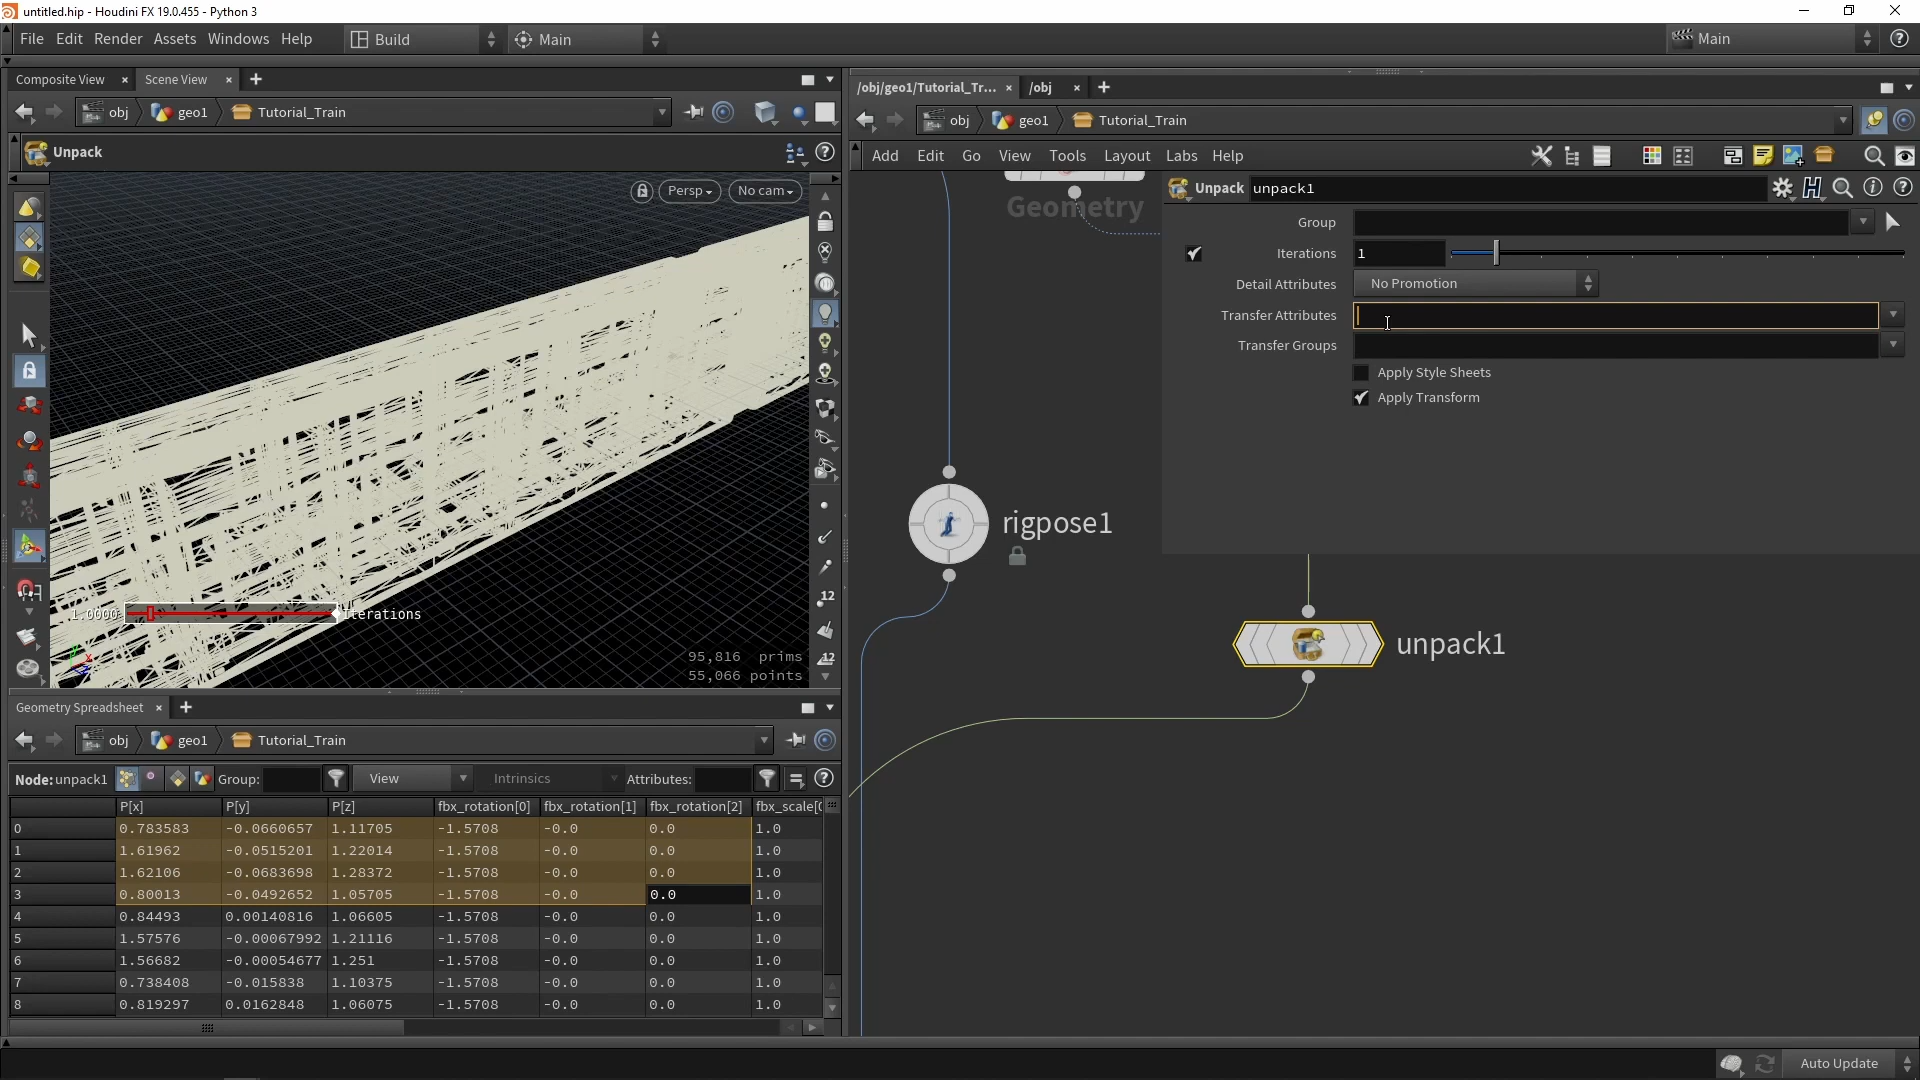 untitled.hip - Houdini FX 19.0.455 - Python 3
File Edit Render Assets Windows Help Build Main Main
Composite View Scene View
obj geo1 Tutorial_Train
Unpack
Persp No cam
1.0000 Iterations
95,816 prims
55,066 points
12
12
/obj/geo1/Tutorial_Tr... /obj
obj geo1 Tutorial_Train
Add Edit Go View Tools Layout Labs Help
Geometry
rigpose1
unpack1
Unpack unpack1
Group
Iterations 1
Detail Attributes No Promotion
Transfer Attributes
Transfer Groups
Apply Style Sheets
Apply Transform
Geometry Spreadsheet
obj geo1 Tutorial_Train
Node: unpack1 Group: View Intrinsics Attributes:
P[x] P[y] P[z] fbx_rotation[0] fbx_rotation[1] fbx_rotation[2] fbx_scale[0
0 0.783583 -0.0660657 1.11705 -1.5708 -0.0 0.0 1.0
1 1.61962 -0.0515201 1.22014 -1.5708 -0.0 0.0 1.0
2 1.62106 -0.0683698 1.28372 -1.5708 -0.0 0.0 1.0
3 0.80013 -0.0492652 1.05705 -1.5708 -0.0 0.0 1.0
4 0.84493 0.00140816 1.06605 -1.5708 -0.0 0.0 1.0
5 1.57576 -0.00067992 1.21116 -1.5708 -0.0 0.0 1.0
6 1.56682 -0.00054677 1.251 -1.5708 -0.0 0.0 1.0
7 0.738408 -0.015838 1.10375 -1.5708 -0.0 0.0 1.0
8 0.819297 0.0162848 1.06075 -1.5708 -0.0 0.0 1.0
Auto Update